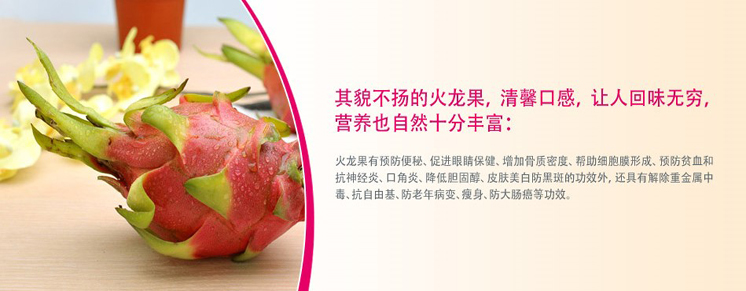 其貌不扬的火龙果, 清馨口感, 让人回味无穷,
营养也自然十分丰富:
火龙果有预防便秘、促进眼睛保健、增加骨质密度、帮助细胞膜形成、预防贫血和
抗神经炎、口角炎、降低胆固醇、皮肤美白防黑斑的功效外, 还具有解除重金属中
毒、抗自由基、防老年病变、瘦身、防大肠癌等功效。